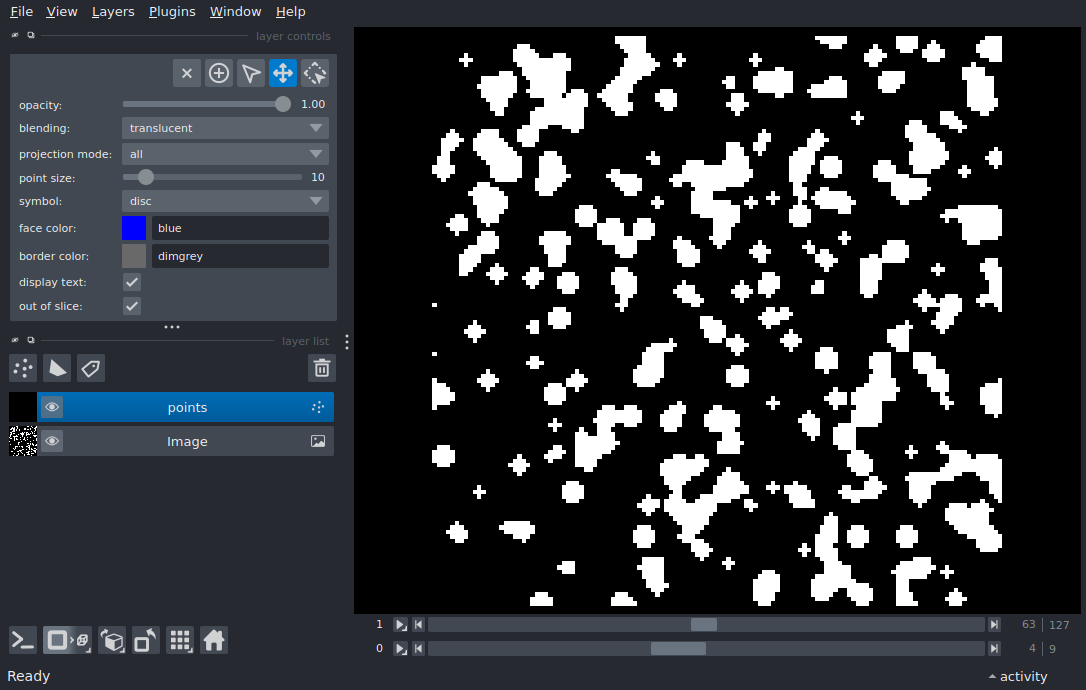 File View Layers Plugins Window Help
layer controls
opacity: 1.00
blending: translucent
projection mode: all
point size: 10
symbol: disc
face color: blue
border color: dimgrey
display text:
out of slice:
layer list
points
Image
1 63 127
0 4 9
Ready activity